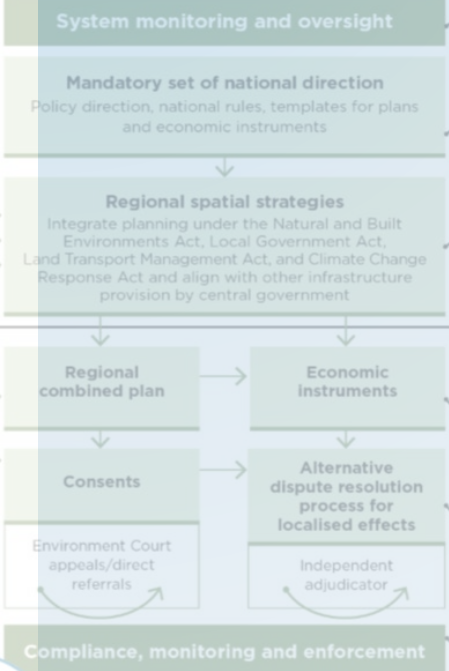 System monitoring and oversight
Mandatory set of national direction
Policy direction, national rules, templates for plans
and economic instruments
Regional spatial strategies
Integrate planning under the Natural and Built
Environments Act, Local Government Act,
Land Transport Management Act, and Climate Change
Response Act and align with other infrastructure
provision by central government
Regional
combined plan
Economic
instruments
Consents
Alternative
dispute resolution
process for
localised effects
Environment Court
appeals/direct
referrals
Independent
adjudicator
Compliance, monitoring and enforcement